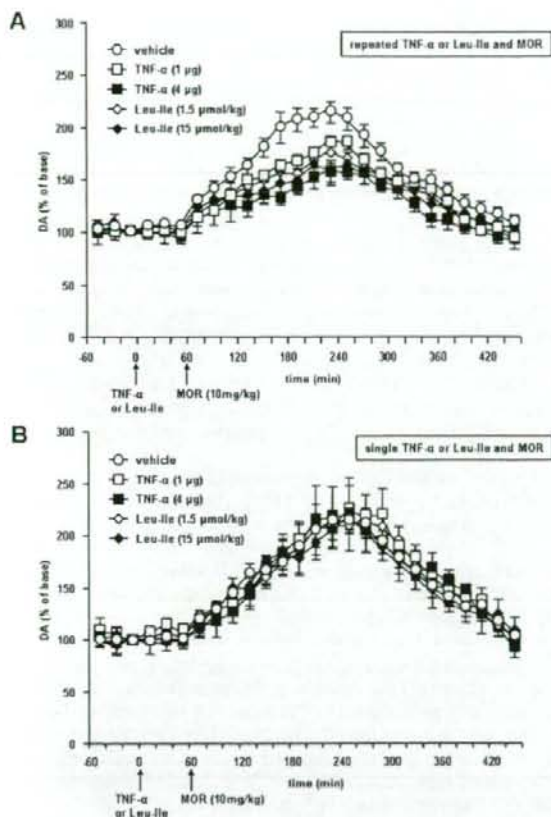 A
repeated TNF-α or Leu-Ile and MOR
vehicle
TNF-α (1 μg)
TNF-α (4 μg)
Leu-Ile (1.5 μmol/kg)
Leu-Ile (15 μmol/kg)
DA (% of base)
300
250
200
150
100
50
0
-60 0 60 120 180 240 300 360 420
time (min)
TNF-α
or Leu-Ile
MOR (10mg/kg)
B
single TNF-α or Leu-Ile and MOR
vehicle
TNF-α (1 μg)
TNF-α (4 μg)
Leu-Ile (1.5 μmol/kg)
Leu-Ile (15 μmol/kg)
DA (% of base)
300
250
200
150
100
50
0
-60 0 60 120 180 240 300 360 420
time (min)
TNF-α
or Leu-Ile
MOR (10mg/kg)